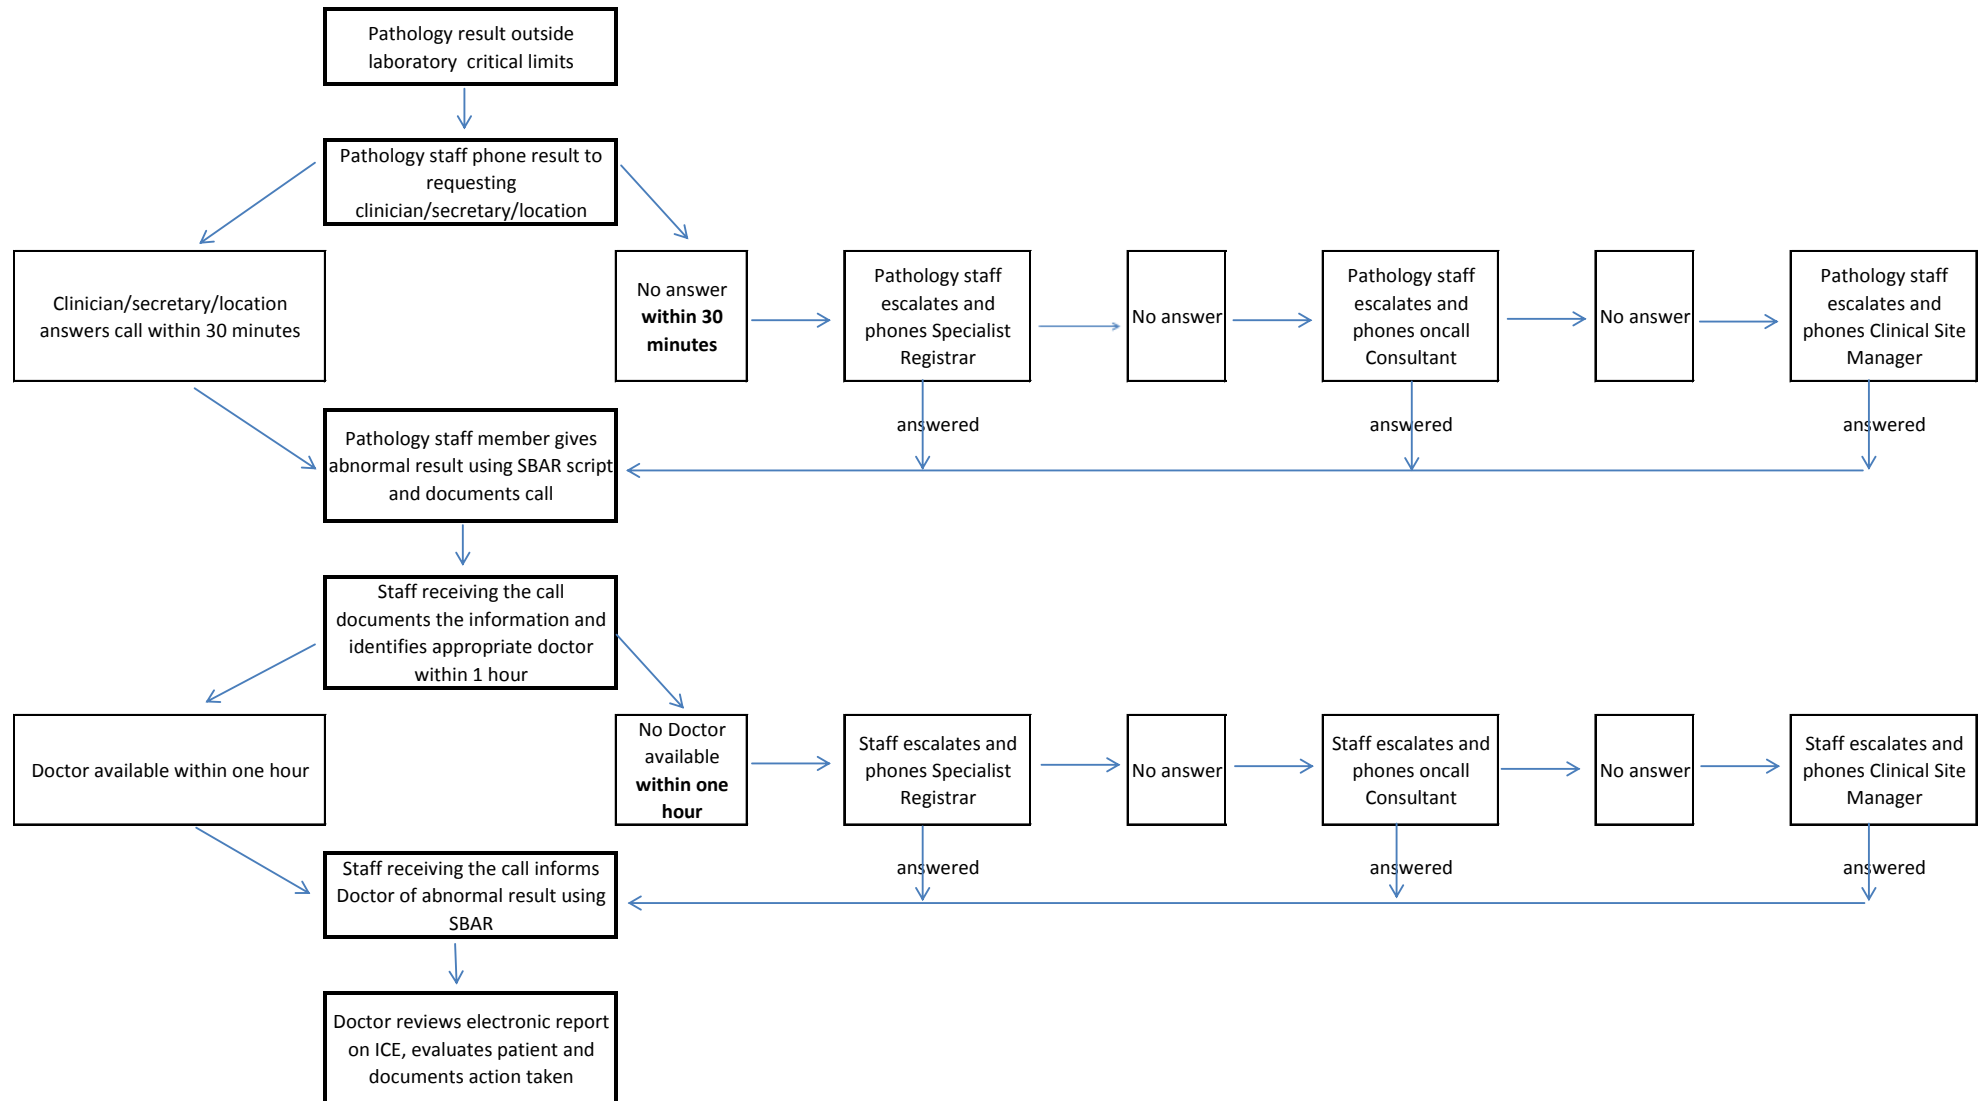 Pathology result outside
laboratory critical limits
Pathology staff phone result to
requesting
clinician/secretary/location
Clinician/secretary/location
answers call within 30 minutes
No answer
within 30
minutes
Pathology staff
escalates and
phones Specialist
Registrar
No answer
Pathology staff
escalates and
phones oncall
Consultant
No answer
Pathology staff
escalates and
phones Clinical Site
Manager
answered
answered
answered
Pathology staff member gives
abnormal result using SBAR script
and documents call
Staff receiving the call
documents the information and
identifies appropriate doctor
within 1 hour
Doctor available within one hour
No Doctor
available
within one
hour
Staff escalates and
phones Specialist
Registrar
No answer
Staff escalates and
phones oncall
Consultant
No answer
Staff escalates and
phones Clinical Site
Manager
answered
answered
answered
Staff receiving the call informs
Doctor of abnormal result using
SBAR
Doctor reviews electronic report
on ICE, evaluates patient and
documents action taken